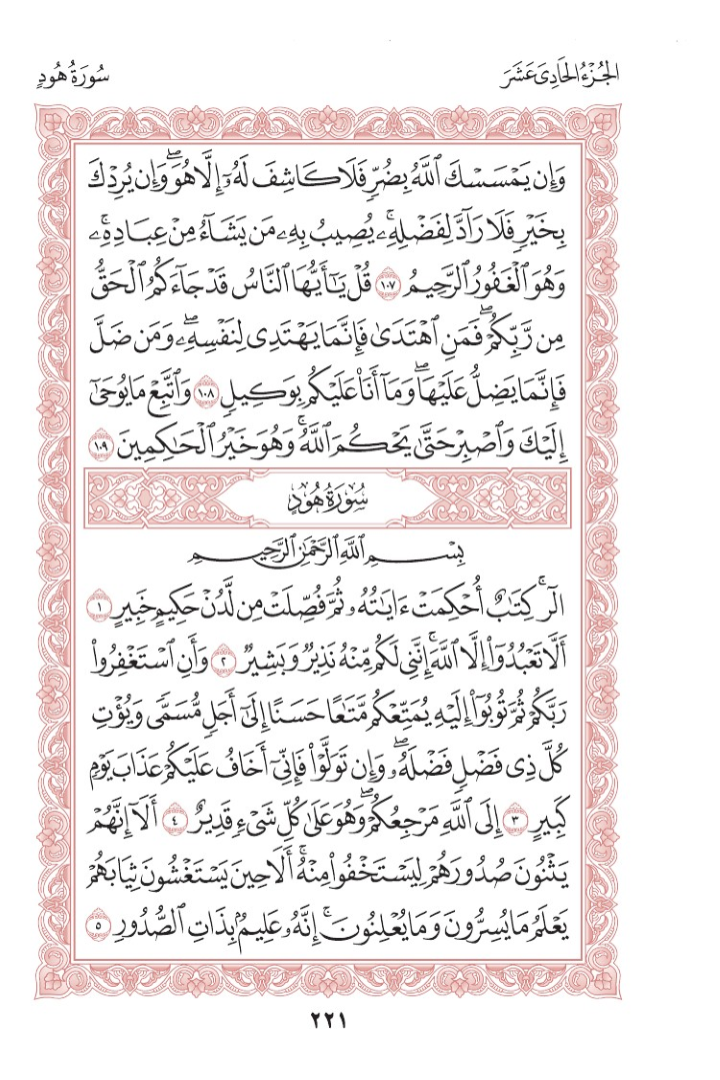 الجُزْءُ الحَادِي عَشَرَ
سُورَةُ هُودٍ
وَإِن يَمْسَسْكَ ٱللَّهُ بِضُرٍّ فَلَا كَاشِفَ لَهُۥٓ إِلَّا هُوَۖ وَإِن يُرِدْكَ
بِخَيْرٍ فَلَا رَآدَّ لِفَضْلِهِۦۚ يُصِيبُ بِهِۦ مَن يَشَآءُ مِنْ عِبَادِهِۦۚ
وَهُوَ ٱلْغَفُورُ ٱلرَّحِيمُ ١٠٧ قُلْ يَـٰٓأَيُّهَا ٱلنَّاسُ قَدْ جَآءَكُمُ ٱلْحَقُّ
مِن رَّبِّكُمْۖ فَمَنِ ٱهْتَدَىٰ فَإِنَّمَا يَهْتَدِى لِنَفْسِهِۦۖ وَمَن ضَلَّ
فَإِنَّمَا يَضِلُّ عَلَيْهَاۖ وَمَآ أَنَا۠ عَلَيْكُم بِوَكِيلٍ ١٠٨ وَٱتَّبِعْ مَا يُوحَىٰٓ
إِلَيْكَ وَٱصْبِرْ حَتَّىٰ يَحْكُمَ ٱللَّهُۚ وَهُوَ خَيْرُ ٱلْحَـٰكِمِينَ ١٠٩
سُورَةُ هُودٍ
بِسْمِ ٱللَّهِ ٱلرَّحْمَـٰنِ ٱلرَّحِيمِ
الٓرۚ كِتَـٰبٌ أُحْكِمَتْ ءَايَـٰتُهُۥ ثُمَّ فُصِّلَتْ مِن لَّدُنْ حَكِيمٍ خَبِيرٍ ١
أَلَّا تَعْبُدُوٓا۟ إِلَّا ٱللَّهَۚ إِنَّنِى لَكُم مِّنْهُ نَذِيرٌ وَبَشِيرٌ ٢ وَأَنِ ٱسْتَغْفِرُوا۟
رَبَّكُمْ ثُمَّ تُوبُوٓا۟ إِلَيْهِ يُمَتِّعْكُم مَّتَـٰعًا حَسَنًا إِلَىٰٓ أَجَلٍ مُّسَمًّى وَيُؤْتِ
كُلَّ ذِى فَضْلٍ فَضْلَهُۥۖ وَإِن تَوَلَّوْا۟ فَإِنِّىٓ أَخَافُ عَلَيْكُمْ عَذَابَ يَوْمٍ
كَبِيرٍ ٣ إِلَى ٱللَّهِ مَرْجِعُكُمْۖ وَهُوَ عَلَىٰ كُلِّ شَىْءٍ قَدِيرٌ ٤ أَلَآ إِنَّهُمْ
يَثْنُونَ صُدُورَهُمْ لِيَسْتَخْفُوا۟ مِنْهُۚ أَلَا حِينَ يَسْتَغْشُونَ ثِيَابَهُمْ
يَعْلَمُ مَا يُسِرُّونَ وَمَا يُعْلِنُونَۚ إِنَّهُۥ عَلِيمٌۢ بِذَاتِ ٱلصُّدُورِ ٥
٢٢١